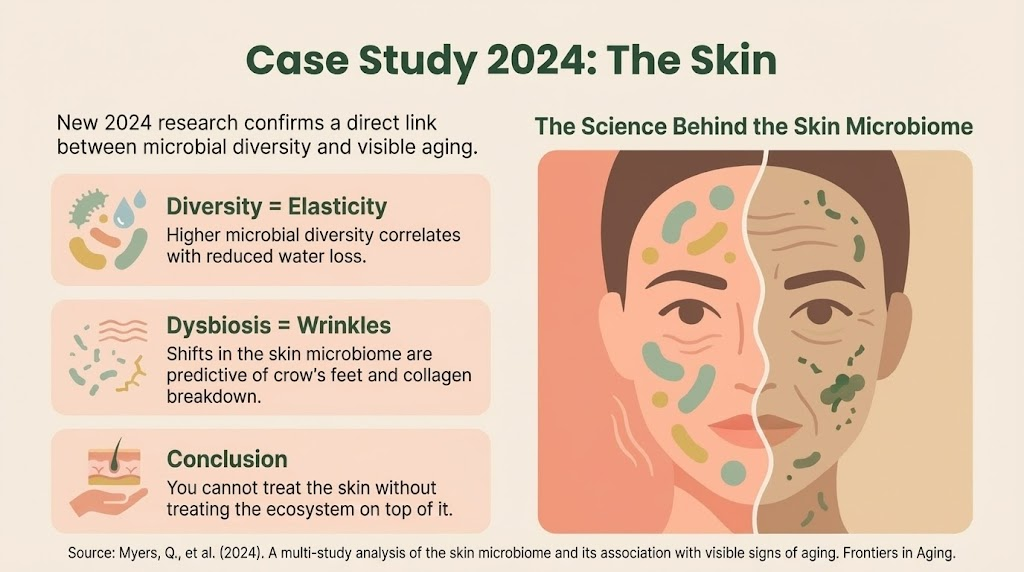 Case Study 2024: The Skin
New 2024 research confirms a direct link
between microbial diversity and visible aging.
Diversity = Elasticity
Higher microbial diversity correlates
with reduced water loss.
Dysbiosis = Wrinkles
Shifts in the skin microbiome are
predictive of crow's feet and collagen
breakdown.
Conclusion
You cannot treat the skin without
treating the ecosystem on top of it.
The Science Behind the Skin Microbiome
Source: Myers, Q., et al. (2024). A multi-study analysis of the skin microbiome and its association with visible signs of aging. Frontiers in Aging.